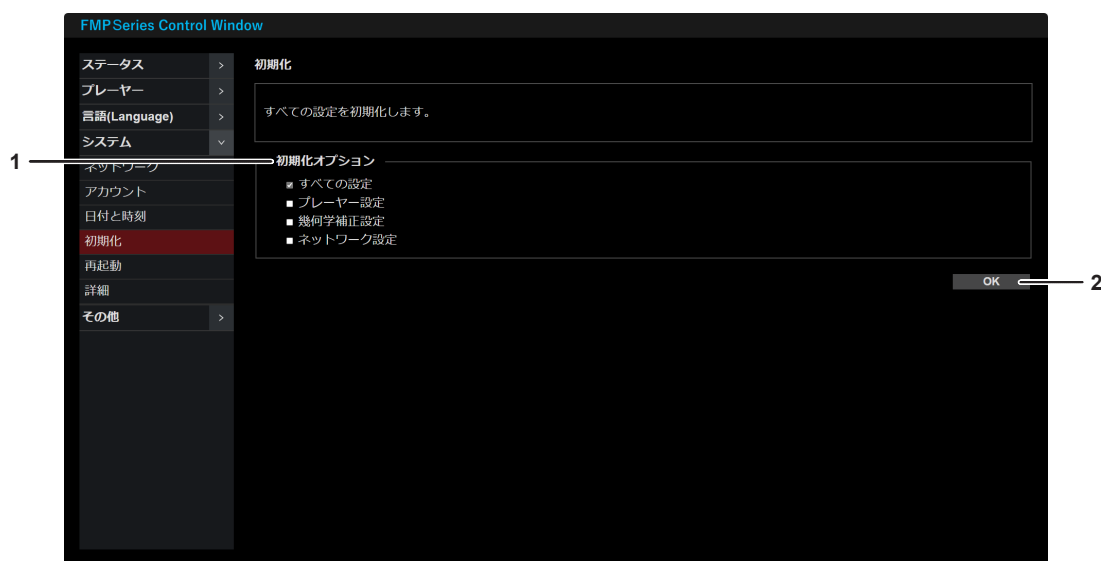 FMP Series Control Window
ステータス >
プレーヤー >
言語(Language) >
システム
ネットワーク
アカウント
日付と時刻
初期化
再起動
詳細
その他 >
初期化
すべての設定を初期化します。
1
初期化オプション
すべての設定
プレーヤー設定
幾何学補正設定
ネットワーク設定
OK
2